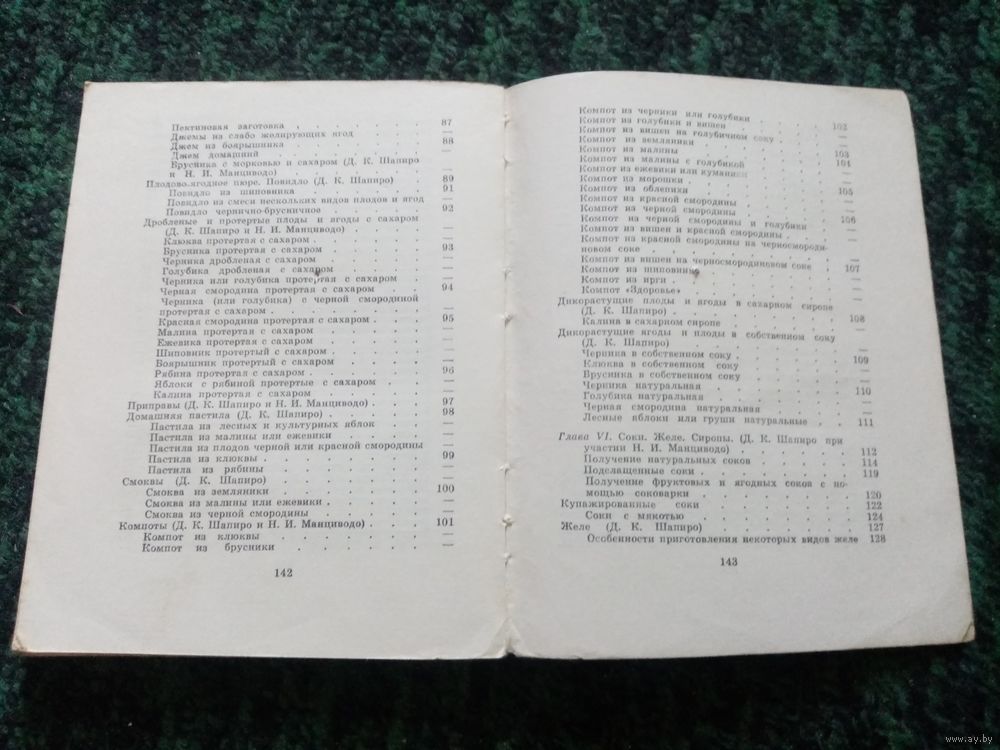 Пектиновая заготовка . . . . . . . 87
Джемы из слабо желирующих ягод . . . . —
Джем из боярышника . . . . . . . 88
Джем домашний . . . . . . . —
Брусника с морковью и сахаром (Д. К. Шапиро
и Н. И. Манциводо) . . . . . . . —
Плодово-ягодное пюре. Повидло (Д. К. Шапиро) . 89
Повидло из шиповника . . . . . . 91
Повидло из смеси нескольких видов плодов и ягод —
Повидло чернично-брусничное . . . . . 92
Дробленые и протертые плоды и ягоды с сахаром
(Д. К. Шапиро и Н. И. Манциводо) . . . . —
Клюква протертая с сахаром . . . . . —
Брусника протертая с сахаром . . . . . 93
Черника дробленая с сахаром . . . . . —
Голубика дробленая с сахаром . . . . . —
Черника или голубика протертая с сахаром . . —
Черная смородина протертая с сахаром . . . 94
Черника (или голубика) с черной смородиной
протертая с сахаром . . . . . . . —
Красная смородина протертая с сахаром . . . 95
Малина протертая с сахаром . . . . . —
Ежевика протертая с сахаром . . . . . —
Шиповник протертый с сахаром . . . . —
Боярышник протертый с сахаром . . . . —
Рябина протертая с сахаром . . . . . 96
Яблоки с рябиной протертые с сахаром . . . —
Калина протертая с сахаром . . . . . —
Приправы (Д. К. Шапиро и Н. И. Манциводо) . . 97
Домашняя пастила (Д. К. Шапиро) . . . . 98
Пастила из лесных и культурных яблок . . . —
Пастила из малины или ежевики . . . . —
Пастила из плодов черной или красной смородины —
Пастила из клюквы . . . . . . . 99
Пастила из рябины . . . . . . . —
Смоквы (Д. К. Шапиро) . . . . . . —
Смоква из земляники . . . . . . 100
Смоква из малины или ежевики . . . . —
Смоква из черной смородины . . . . . —
Компоты (Д. К. Шапиро и Н. И. Манциводо) . . . 101
Компот из клюквы . . . . . . . —
Компот из брусники . . . . . . —
142
Компот из черники или голубики . . . . —
Компот из голубики и вишен . . . . . 102
Компот из вишен на голубичном соку . . . —
Компот из земляники . . . . . . —
Компот из малины . . . . . . . 103
Компот из малины с голубикой . . . . 104
Компот из ежевики или куманики . . . . —
Компот из морошки . . . . . . . —
Компот из облепихи . . . . . . . 105
Компот из красной смородины . . . . . —
Компот из черной смородины . . . . . —
Компот из черной смородины и голубики . . 106
Компот из вишен и красной смородины . . . —
Компот из красной смородины на черносмороди-
новом соке . . . . . . . . —
Компот из вишен на черносмородиновом соке . —
Компот из шиповника . . . . . . 107
Компот из ирги . . . . . . . —
Компот «Здоровье» . . . . . . . —
Дикорастущие плоды и ягоды в сахарном сиропе
(Д. К. Шапиро) . . . . . . . —
Калина в сахарном сиропе . . . . . 108
Дикорастущие ягоды и плоды в собственном соку
(Д. К. Шапиро) . . . . . . . —
Черника в собственном соку . . . . . —
Клюква в собственном соку . . . . . 109
Брусника в собственном соку . . . . . —
Черника натуральная . . . . . . —
Голубика натуральная . . . . . . 110
Черная смородина натуральная . . . . —
Лесные яблоки или груши натуральные . . . 111
Глава VI. Соки. Желе. Сиропы. (Д. К. Шапиро при
участии Н. И. Манциводо) . . . . . 112
Получение натуральных соков . . . . . 114
Подслащенные соки . . . . . . . 119
Получение фруктовых и ягодных соков с по-
мощью соковарки . . . . . . . 120
Купажированные соки . . . . . . . 122
Соки с мякотью . . . . . . . 124
Желе (Д. К. Шапиро) . . . . . . . 127
Особенности приготовления некоторых видов желе 128
143
www.ay.by